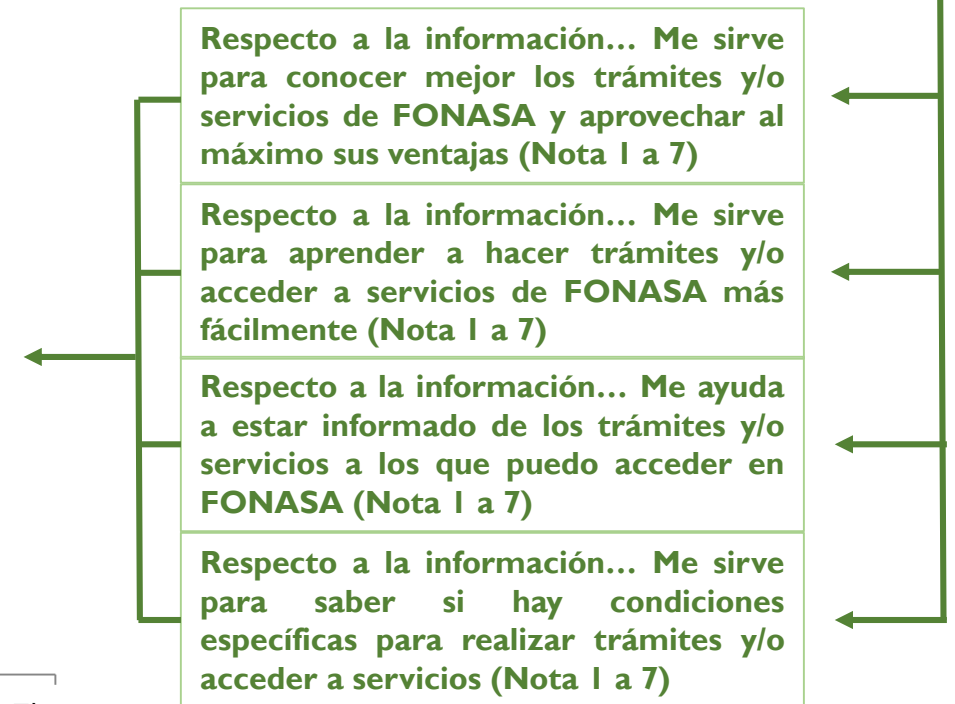 Respecto a la información… Me sirve
para conocer mejor los trámites y/o
servicios de FONASA y aprovechar al
máximo sus ventajas (Nota 1 a 7)
Respecto a la información… Me sirve
para aprender a hacer trámites y/o
acceder a servicios de FONASA más
fácilmente (Nota 1 a 7)
Respecto a la información… Me ayuda
a estar informado de los trámites y/o
servicios a los que puedo acceder en
FONASA (Nota 1 a 7)
Respecto a la información… Me sirve
para saber si hay condiciones
específicas para realizar trámites y/o
acceder a servicios (Nota 1 a 7)